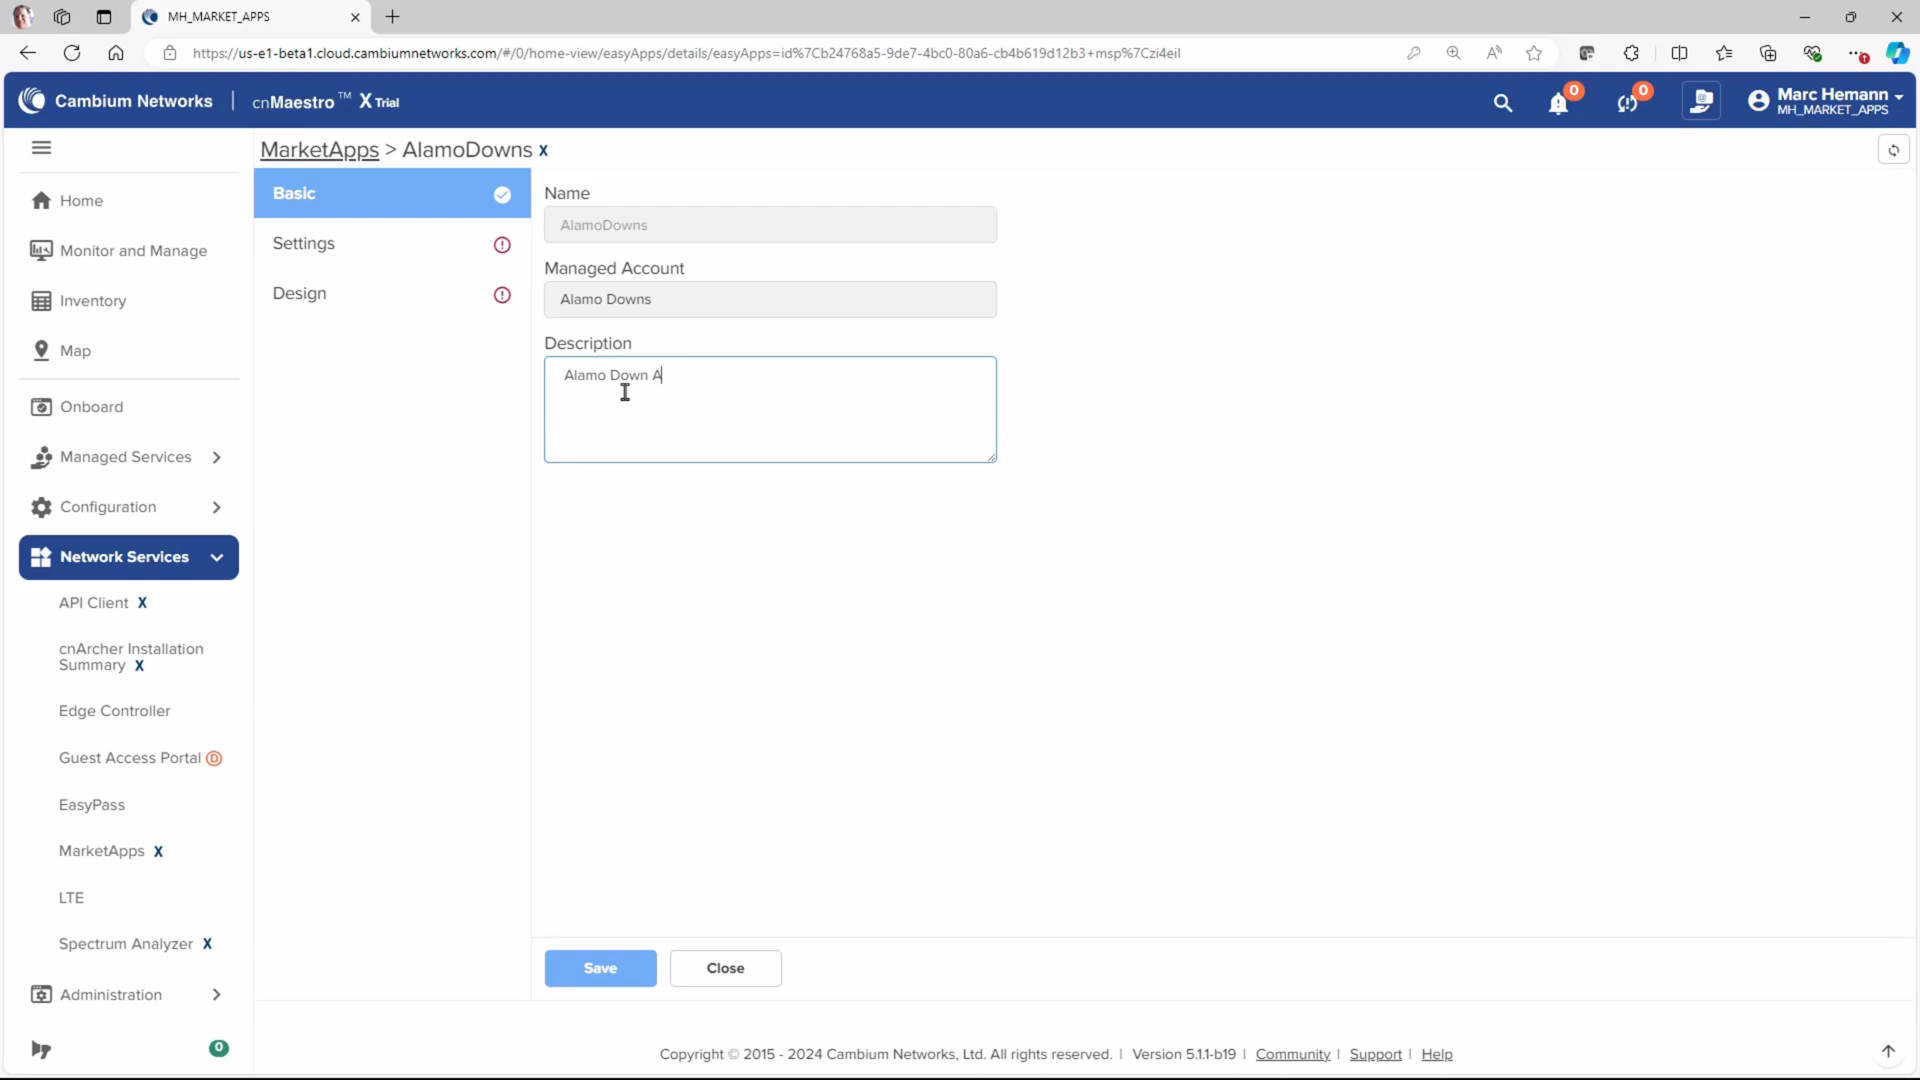 MH_MARKET_APPS
https://us-e1-beta1.cloud.cambiumnetworks.com/#/0/home-view/easyApps/details/easyApps=id%7Cb24768a5-9de7-4bc0-80a6-cb4b619d12b3+msp%7Czi4eil
Cambium Networks | cnMaestro™ X Trial
0
0
Marc Hemann
MH_MARKET_APPS
MarketApps > AlamoDowns X
Home
Monitor and Manage
Inventory
Map
Onboard
Managed Services
Configuration
Network Services
API Client X
cnArcher Installation
Summary X
Edge Controller
Guest Access Portal D
EasyPass
MarketApps X
LTE
Spectrum Analyzer X
Administration
0
Basic
Settings
Design
Name
AlamoDowns
Managed Account
Alamo Downs
Description
Alamo Down A
Save
Close
Copyright © 2015 - 2024 Cambium Networks, Ltd. All rights reserved. | Version 5.1.1-b19 | Community | Support | Help